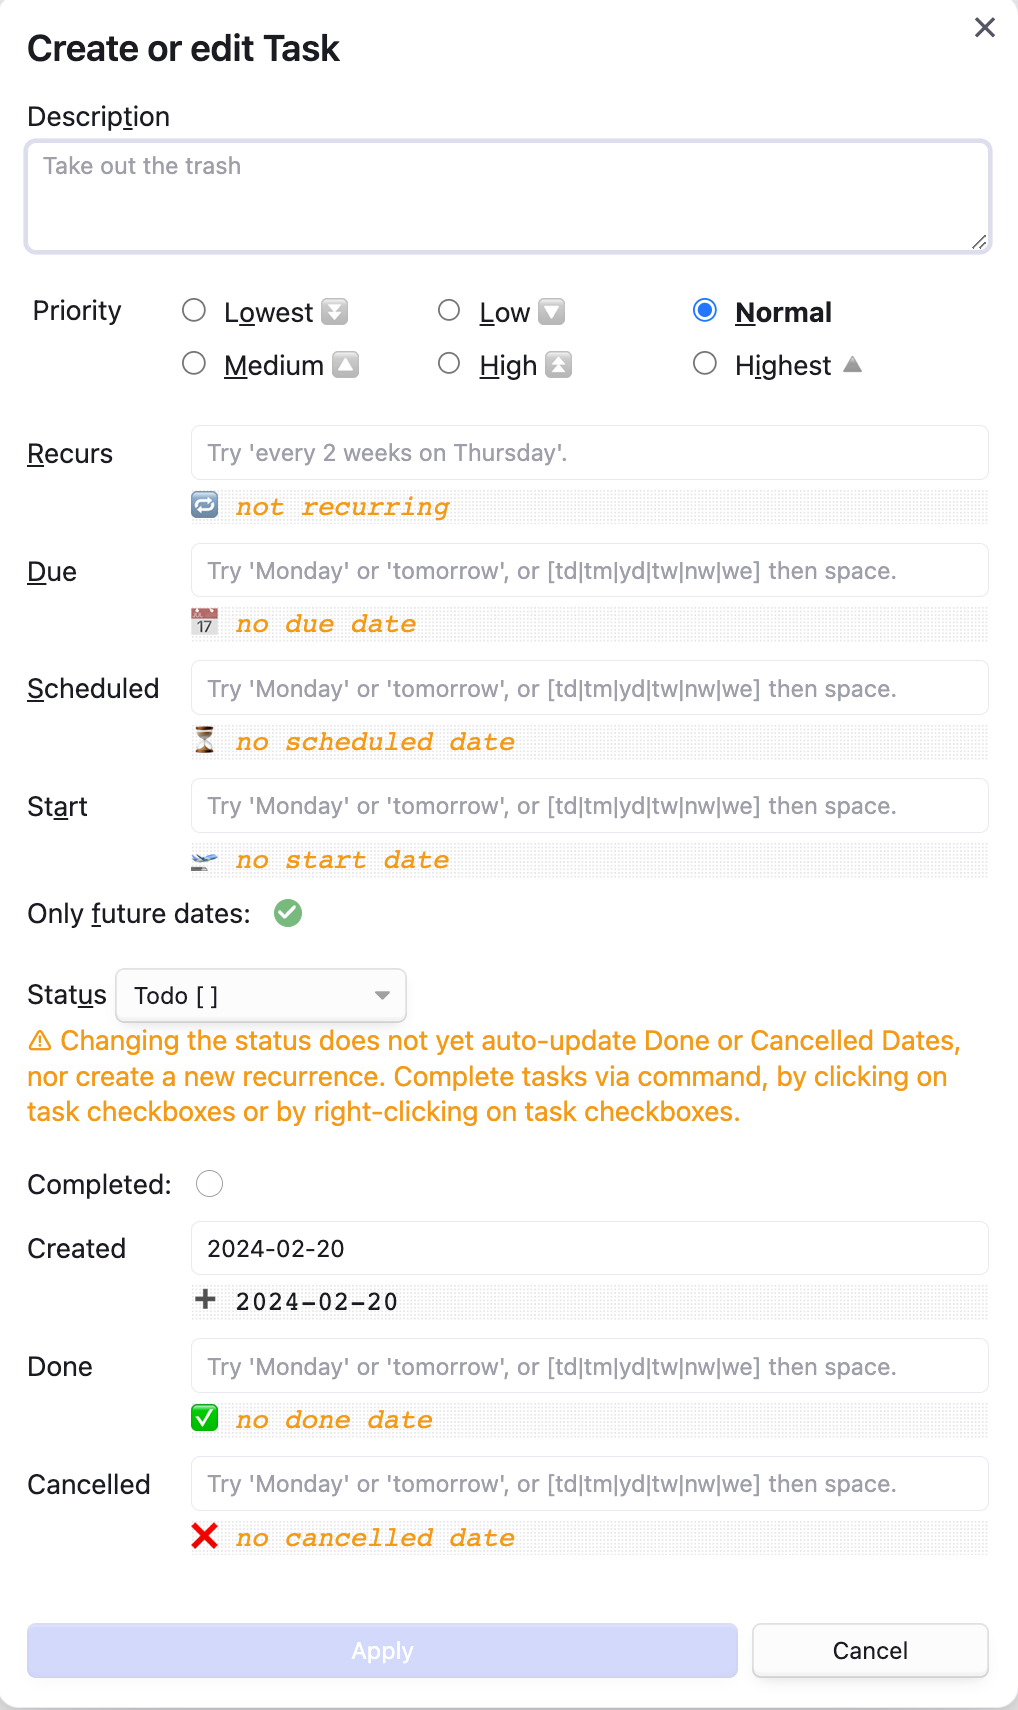 Create or edit Task
Description
Take out the trash
Priority
Lowest
Low
Normal
Medium
High
Highest
Recurs
Try 'every 2 weeks on Thursday'.
not recurring
Due
Try 'Monday' or 'tomorrow', or [td|tm|yd|tw|nw|we] then space.
17
no due date
Scheduled
Try 'Monday' or 'tomorrow', or [td|tm|yd|tw|nw|we] then space.
no scheduled date
Start
Try 'Monday' or 'tomorrow', or [td|tm|yd|tw|nw|we] then space.
no start date
Only future dates:
Status
Todo [ ]
⚠ Changing the status does not yet auto-update Done or Cancelled Dates,
nor create a new recurrence. Complete tasks via command, by clicking on
task checkboxes or by right-clicking on task checkboxes.
Completed:
Created
2024-02-20
2024-02-20
Done
Try 'Monday' or 'tomorrow', or [td|tm|yd|tw|nw|we] then space.
no done date
Cancelled
Try 'Monday' or 'tomorrow', or [td|tm|yd|tw|nw|we] then space.
no cancelled date
Apply
Cancel